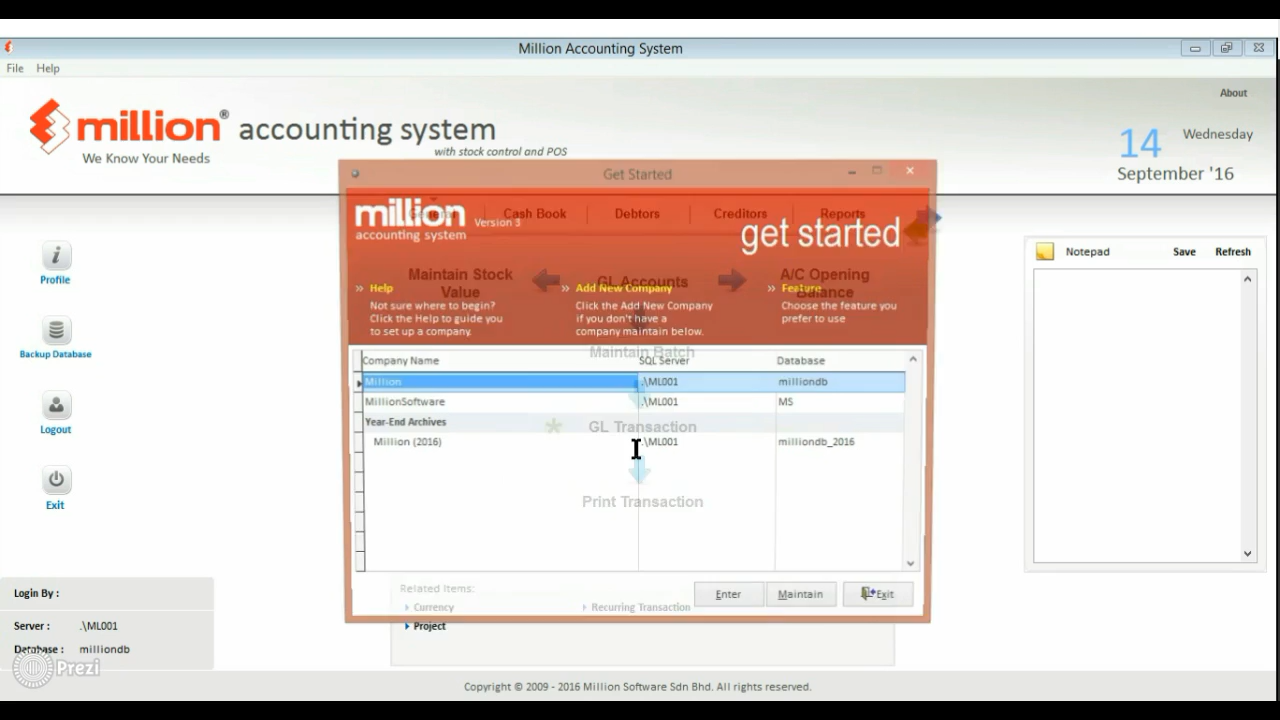 Million Accounting System
File Help
million® accounting system
We Know Your Needs
with stock control and POS
About
14 Wednesday
September '16
Profile
Backup Database
Logout
Exit
Login By :
Server : .\ML001
Database : milliondb
Prezi
Get Started
million Version 3
accounting system
get started
General Cash Book Debtors Creditors Reports
Maintain Stock Value
GL Accounts
A/C Opening Balance
Maintain Batch
GL Transaction
Print Transaction
>> Help
Not sure where to begin?
Click the Help to guide you
to set up a company.
>> Add New Company
Click the Add New Company
if you don't have a
company maintain below.
>> Feature
Choose the feature you
prefer to use
Company Name SQL Server Database
Million .\ML001 milliondb
MillionSoftware .\ML001 MS
Year-End Archives
Million (2016) .\ML001 milliondb_2016
Enter Maintain Exit
Related Items:
Currency Recurring Transaction
Project
Notepad Save Refresh
Copyright © 2009 - 2016 Million Software Sdn Bhd. All rights reserved.